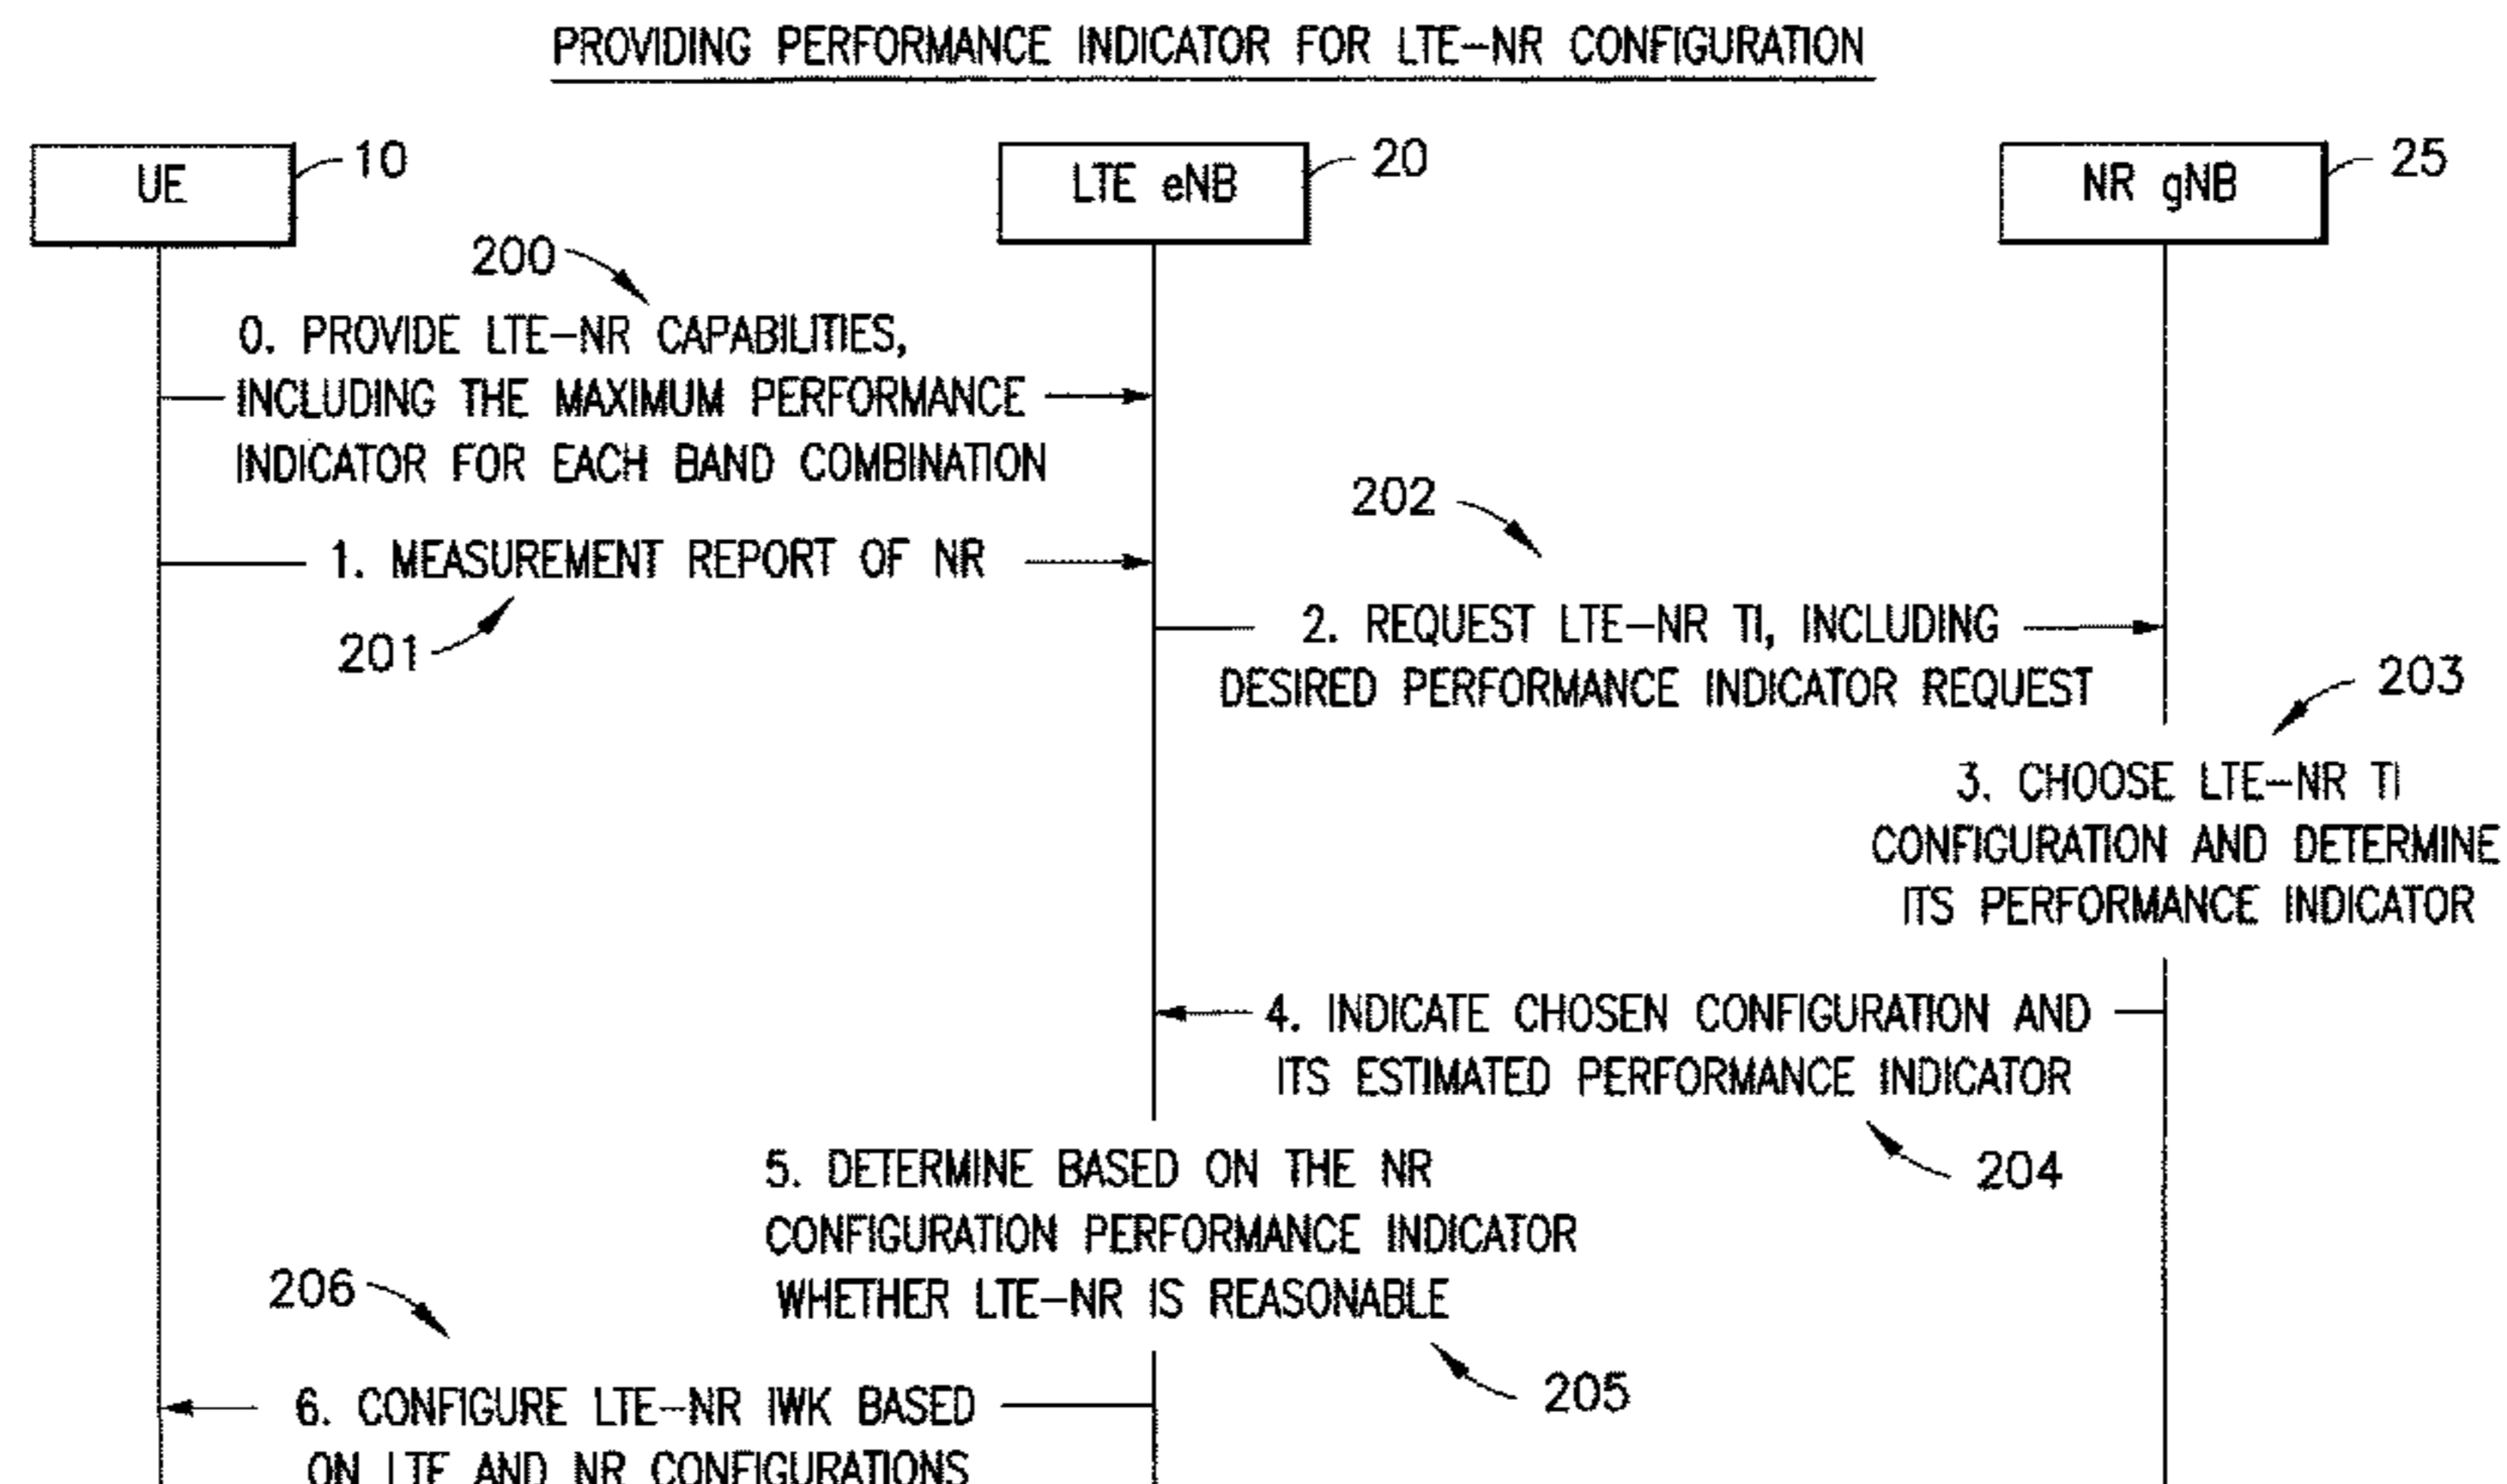 PROVIDING PERFORMANCE INDICATOR FOR LTE-NR CONFIGURATION
UE
10
LTE eNB
20
NR gNB
25
200
0. PROVIDE LTE-NR CAPABILITIES,
INCLUDING THE MAXIMUM PERFORMANCE
INDICATOR FOR EACH BAND COMBINATION
1. MEASUREMENT REPORT OF NR
201
202
2. REQUEST LTE-NR TI, INCLUDING
DESIRED PERFORMANCE INDICATOR REQUEST
203
3. CHOOSE LTE-NR TI
CONFIGURATION AND DETERMINE
ITS PERFORMANCE INDICATOR
4. INDICATE CHOSEN CONFIGURATION AND
ITS ESTIMATED PERFORMANCE INDICATOR
204
5. DETERMINE BASED ON THE NR
CONFIGURATION PERFORMANCE INDICATOR
WHETHER LTE-NR IS REASONABLE
205
206
6. CONFIGURE LTE-NR IWK BASED
ON LTE AND NR CONFIGURATIONS